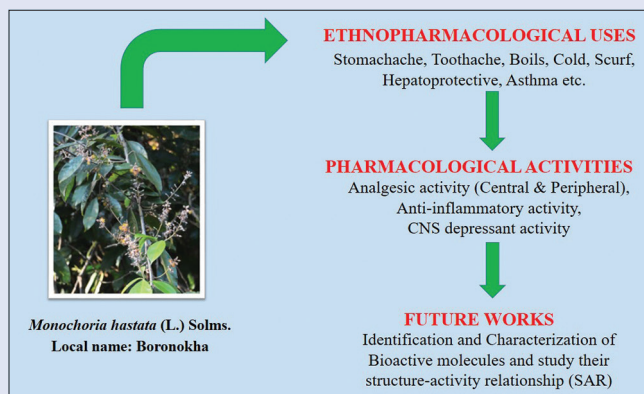 ETHNOPHARMACOLOGICAL USES
Stomachache, Toothache, Boils, Cold, Scurf,
Hepatoprotective, Asthma etc.
PHARMACOLOGICAL ACTIVITIES
Analgesic activity (Central & Peripheral),
Anti-inflammatory activity,
CNS depressant activity
Monochoria hastata (L.) Solms.
Local name: Boronokha
FUTURE WORKS
Identification and Characterization of
Bioactive molecules and study their
structure-activity relationship (SAR)